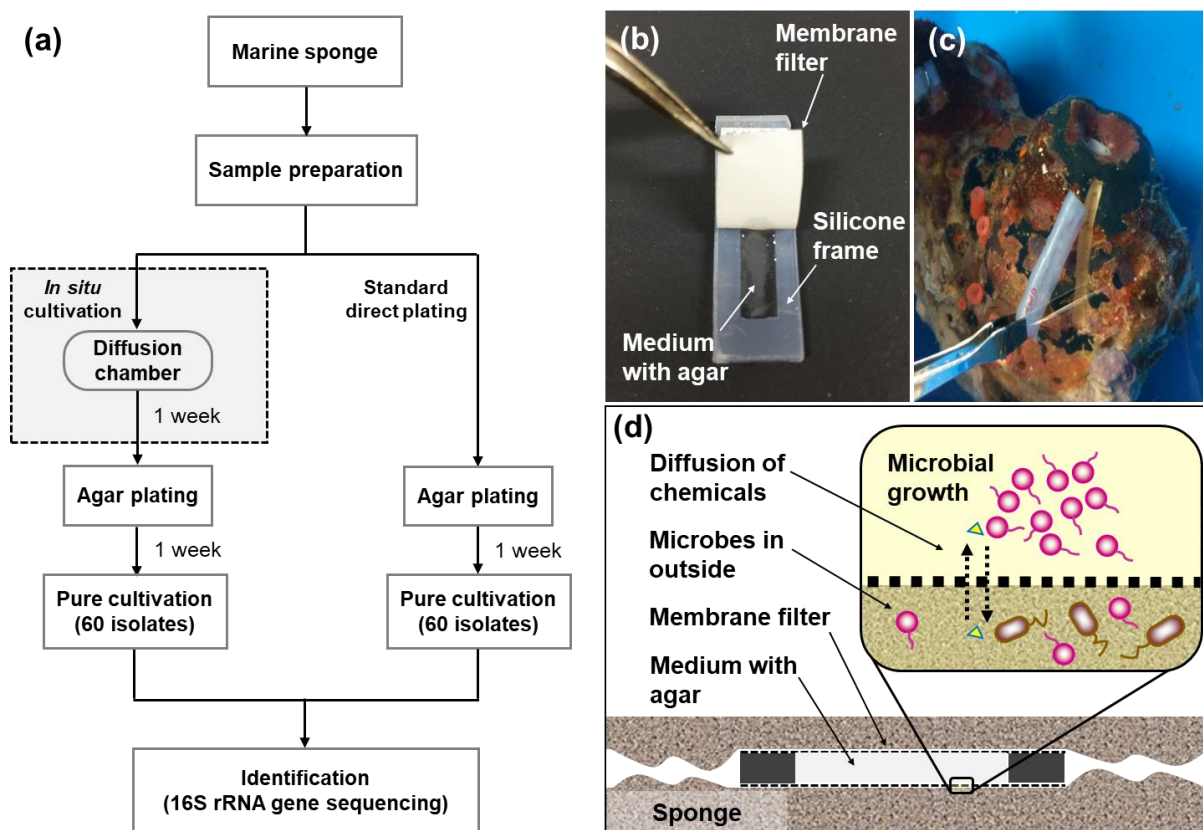 (a)
Marine sponge
Sample preparation
In situ
cultivation
Standard
direct plating
Diffusion
chamber
1 week
Agar plating
Agar plating
1 week
1 week
Pure cultivation
(60 isolates)
Pure cultivation
(60 isolates)
Identification
(16S rRNA gene sequencing)
(b)
Membrane
filter
Silicone
frame
Medium
with agar
(c)
(d)
Diffusion of
chemicals
Microbes in
outside
Membrane filter
Medium with
agar
Microbial
growth
Sponge